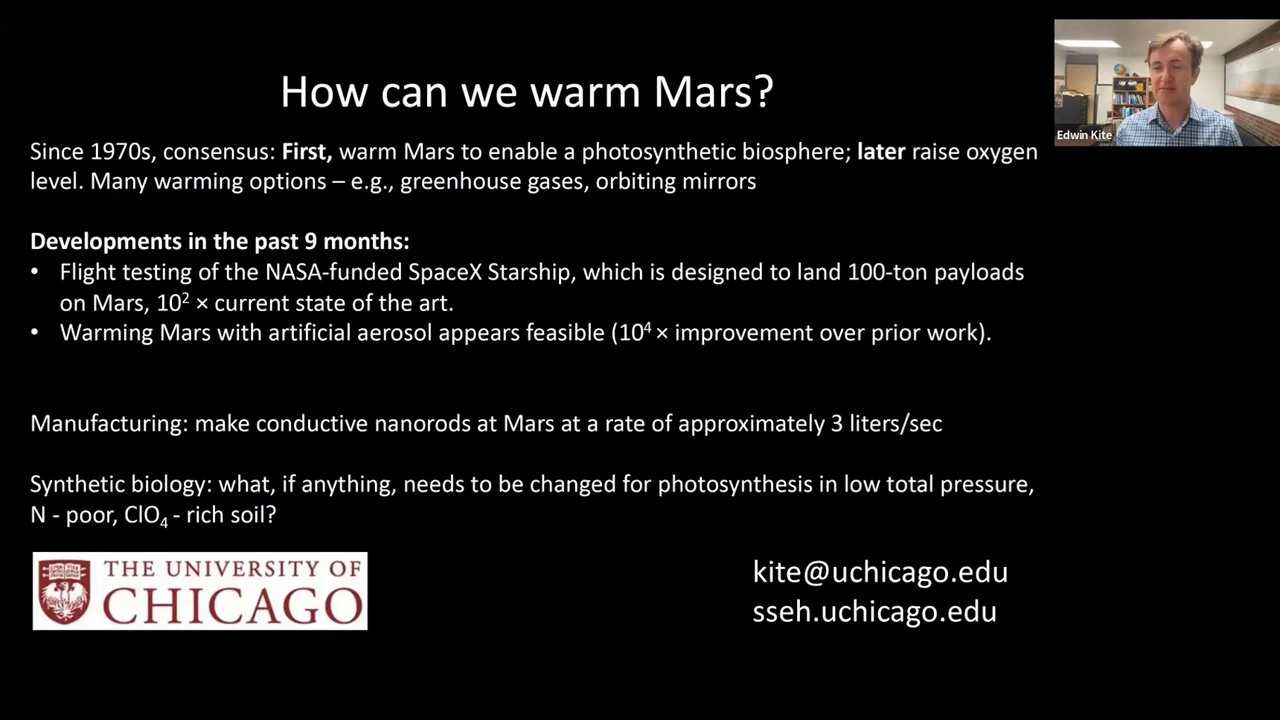 How can we warm Mars?
Edwin Kite
Since 1970s, consensus: First, warm Mars to enable a photosynthetic biosphere; later raise oxygen
level. Many warming options – e.g., greenhouse gases, orbiting mirrors
Developments in the past 9 months:
• Flight testing of the NASA-funded SpaceX Starship, which is designed to land 100-ton payloads
on Mars, 10² × current state of the art.
• Warming Mars with artificial aerosol appears feasible (10⁴ × improvement over prior work).
Manufacturing: make conductive nanorods at Mars at a rate of approximately 3 liters/sec
Synthetic biology: what, if anything, needs to be changed for photosynthesis in low total pressure,
N - poor, ClO₄ - rich soil?
THE UNIVERSITY OF
CHICAGO
kite@uchicago.edu
sseh.uchicago.edu